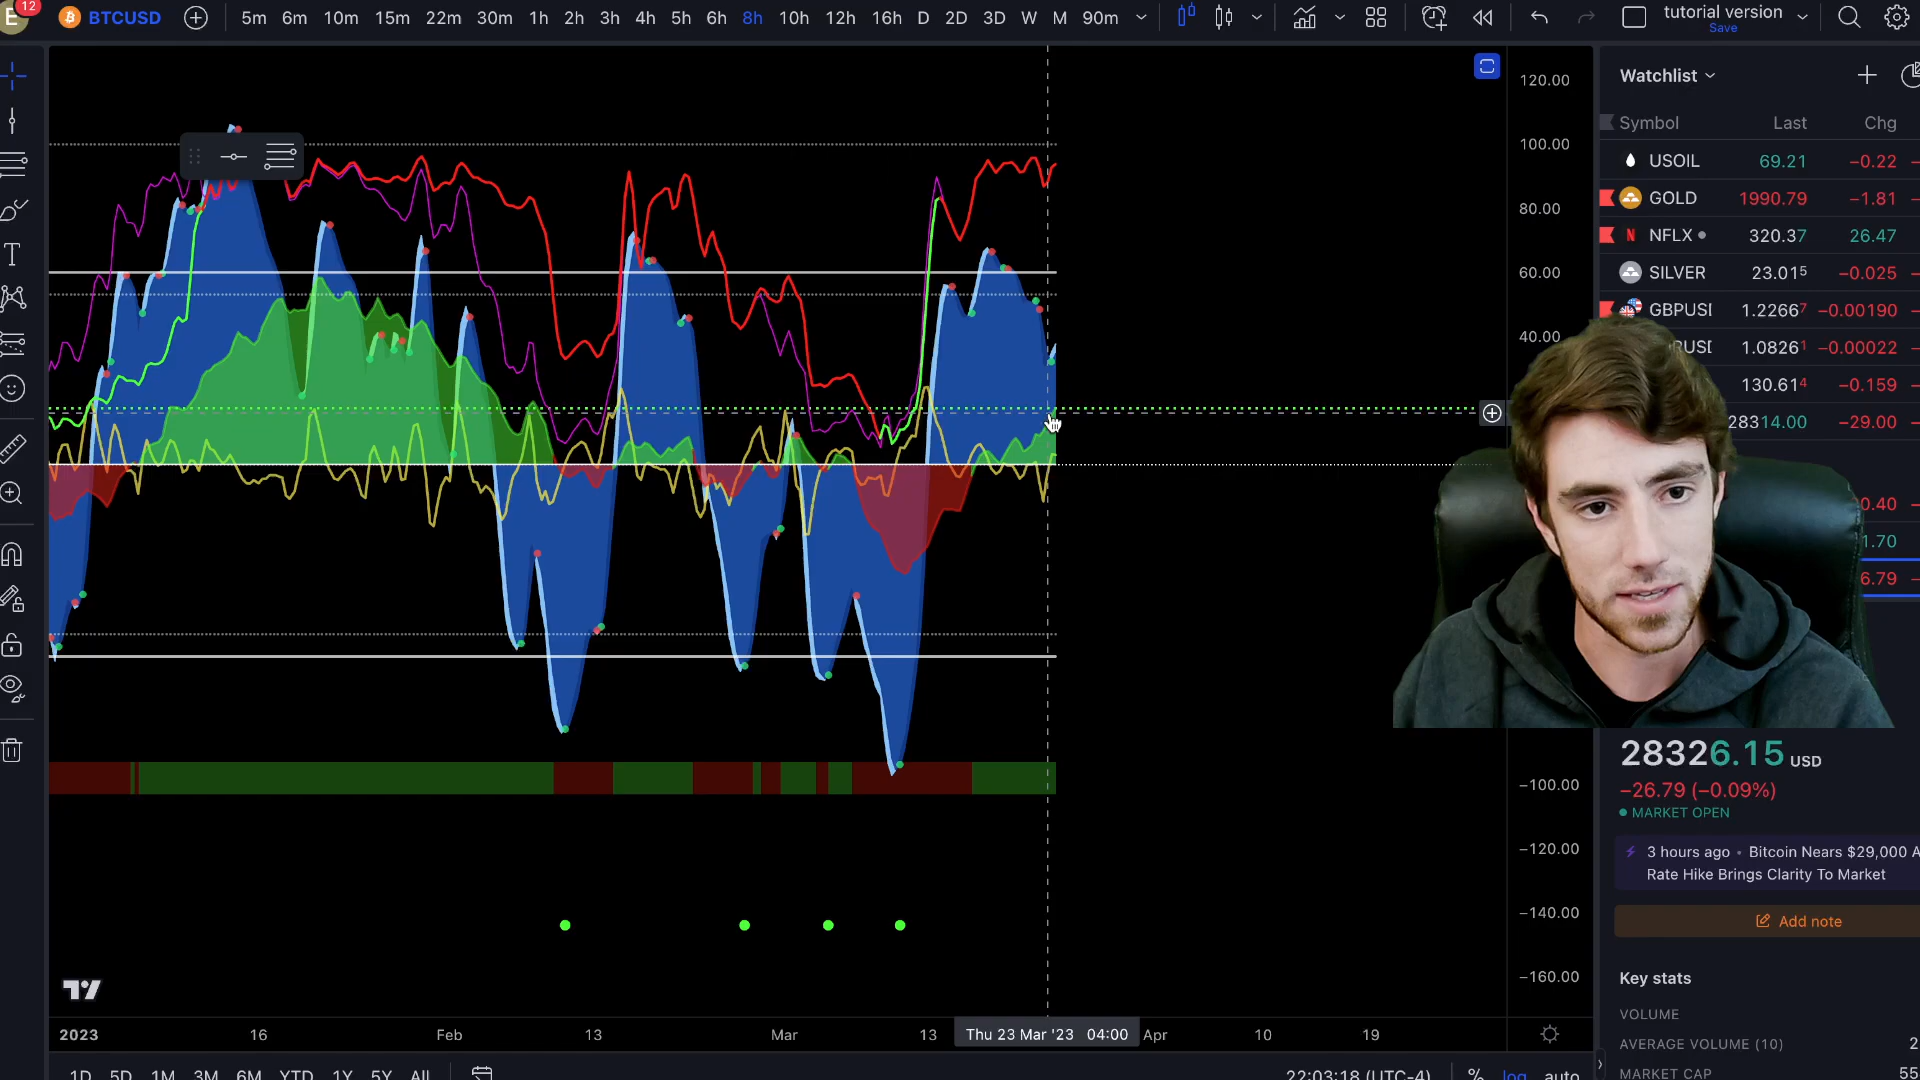 E 12 BTCUSD 5m 6m 10m 15m 22m 30m 1h 2h 3h 4h 5h 6h 8h 10h 12h 16h D 2D 3D W M 90m tutorial version
Save
Watchlist
Symbol Last Chg
USOIL 69.21 −0.22
GOLD 1990.79 −1.81
NFLX 320.37 26.47
SILVER 23.015 −0.025
GBPUSI 1.22667 −0.00190
RUSI 1.08261 −0.00022
130.614 −0.159
28314.00 −29.00
0.40
1.70
6.79
120.00
100.00
80.00
60.00
40.00
−100.00
−120.00
−140.00
−160.00
28326.15 USD
−26.79 (−0.09%)
MARKET OPEN
3 hours ago • Bitcoin Nears $29,000 A
Rate Hike Brings Clarity To Market
Add note
Key stats
VOLUME
AVERAGE VOLUME (10) 2
MARKET CAP 55
2023 16 Feb 13 Mar 13 Thu 23 Mar '23 04:00 Apr 10 19
1D 5D 1M 3M 6M YTD 1Y 5Y All 22:03:18 (UTC-4) % log auto